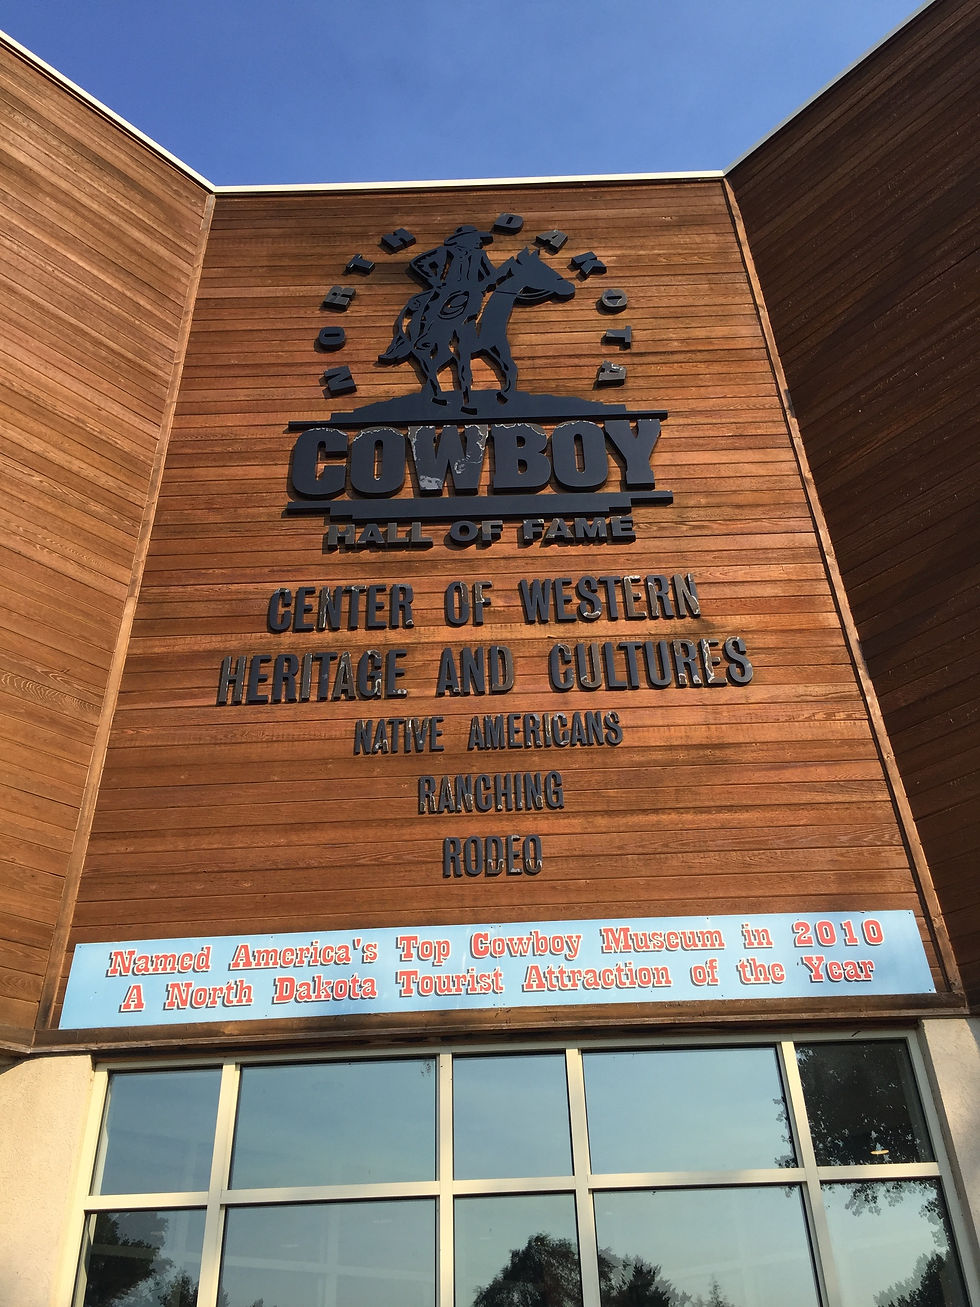 NORTH DAKOTA
COWBOY
HALL OF FAME
CENTER OF WESTERN
HERITAGE AND CULTURES
NATIVE AMERICANS
RANCHING
RODEO
Named America's Top Cowboy Museum in 2010
A North Dakota Tourist Attraction of the Year